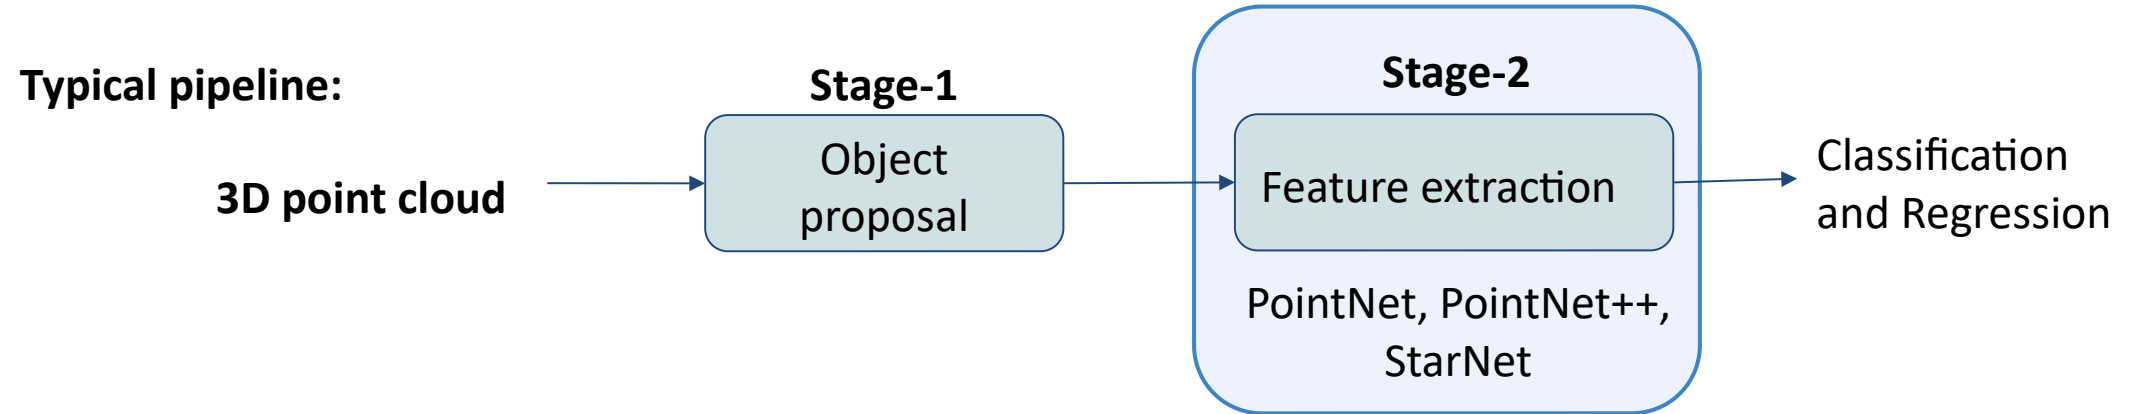 Typical pipeline:
3D point cloud
Stage-1
Object
proposal
Stage-2
Feature extraction
PointNet, PointNet++,
StarNet
Classification
and Regression